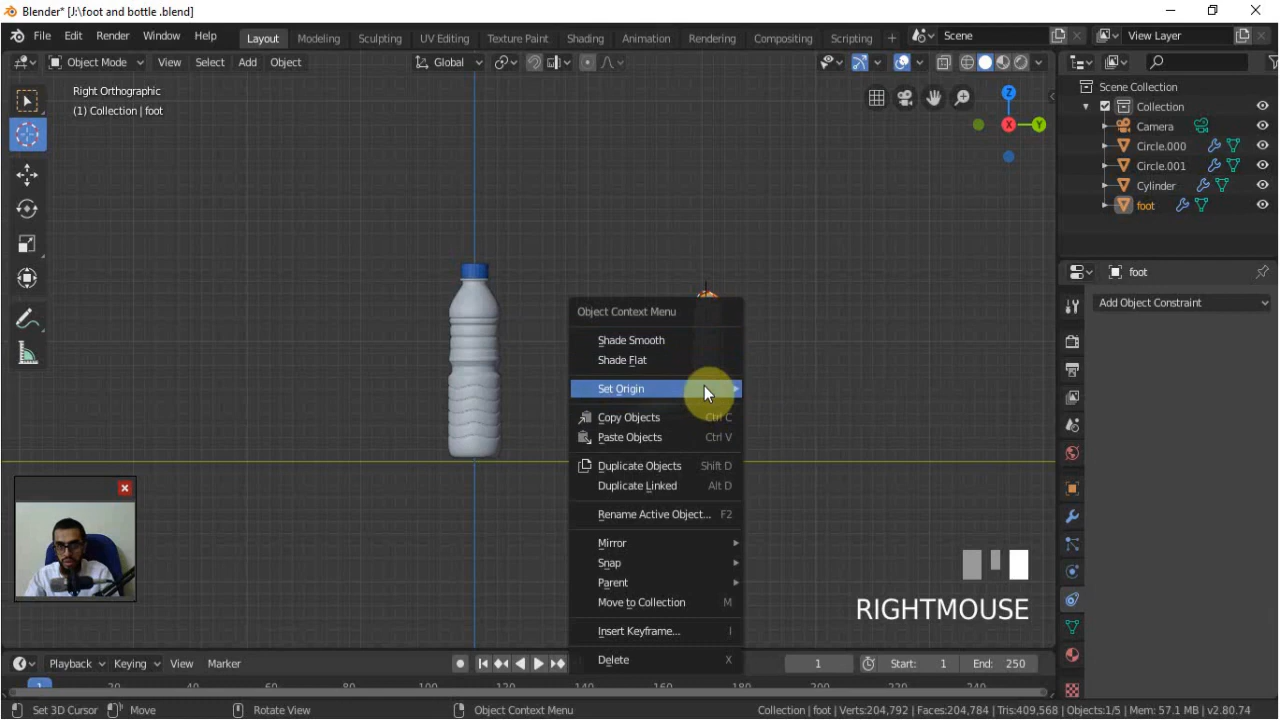 Blender* [J:\foot and bottle .blend]
File Edit Render Window Help Layout Modeling Sculpting UV Editing Texture Paint Shading Animation Rendering Compositing Scripting + Scene View Layer
Object Mode View Select Add Object Global
Right Orthographic
(1) Collection | foot
Z
X
Y
Scene Collection
Collection
Camera
Circle.000
Circle.001
Cylinder
foot
foot
Add Object Constraint
Object Context Menu
Shade Smooth
Shade Flat
Set Origin
Copy Objects Ctrl C
Paste Objects Ctrl V
Duplicate Objects Shift D
Duplicate Linked Alt D
Rename Active Object... F2
Mirror
Snap
Parent
Move to Collection M
Insert Keyframe... I
Delete X
RIGHTMOUSE
Playback Keying View Marker 1 Start: 1 End: 250
1 20 40 60 80 100 120 140 160 180 200 220 240
Set 3D Cursor Move Rotate View Object Context Menu Collection | foot | Verts:204,792 | Faces:204,784 | Tris:409,568 | Objects:1/5 | Mem: 57.1 MB | v2.80.74